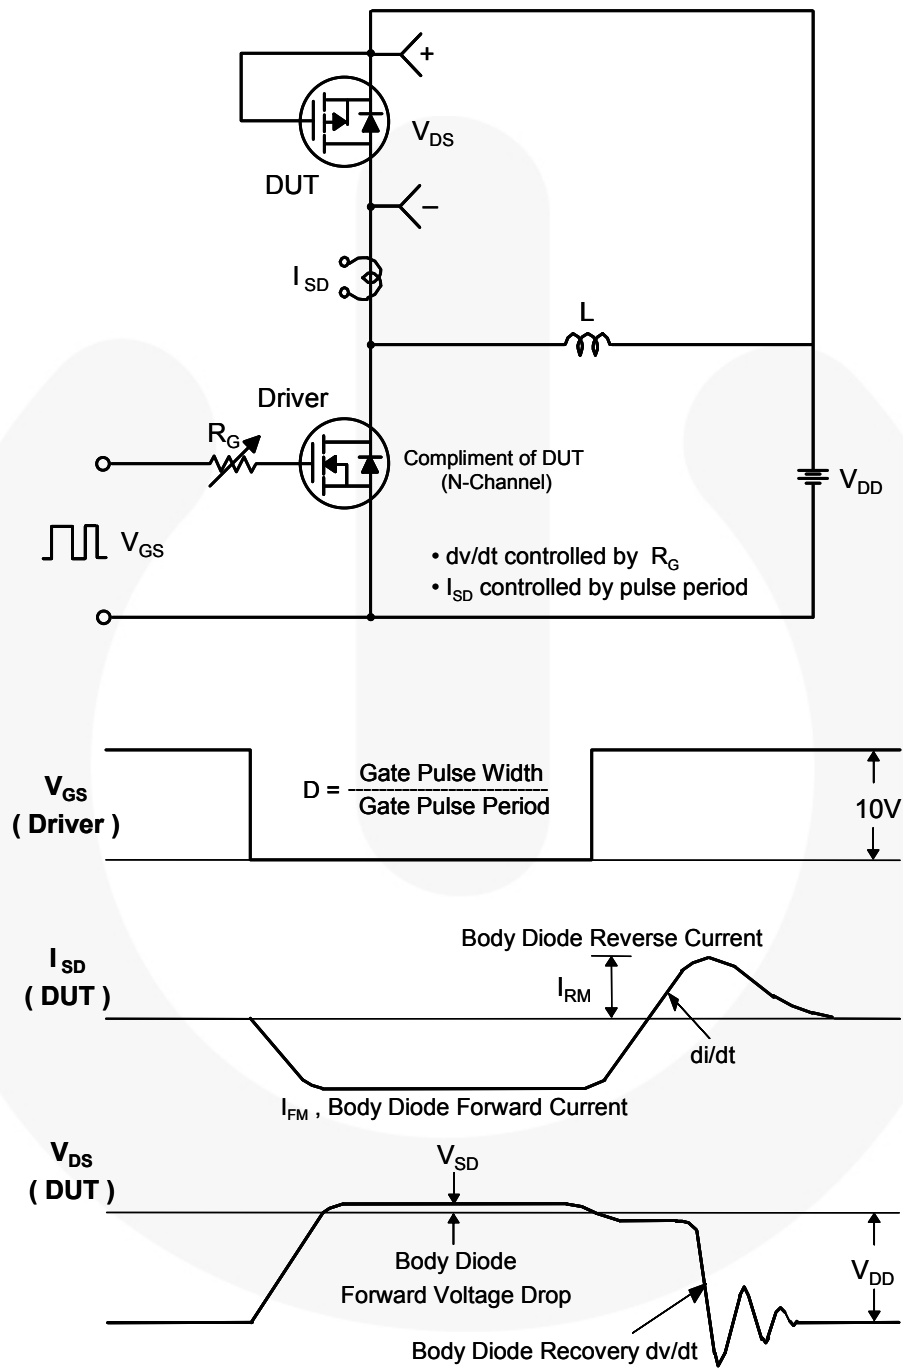 +
V_DS
DUT
−
I_SD
L
Driver
R_G
Compliment of DUT
(N-Channel)
V_DD
V_GS
• dv/dt controlled by R_G
• I_SD controlled by pulse period
V_GS
( Driver )
D = Gate Pulse Width
Gate Pulse Period
10V
I_SD
( DUT )
Body Diode Reverse Current
I_RM
di/dt
I_FM , Body Diode Forward Current
V_DS
( DUT )
V_SD
Body Diode
Forward Voltage Drop
V_DD
Body Diode Recovery dv/dt